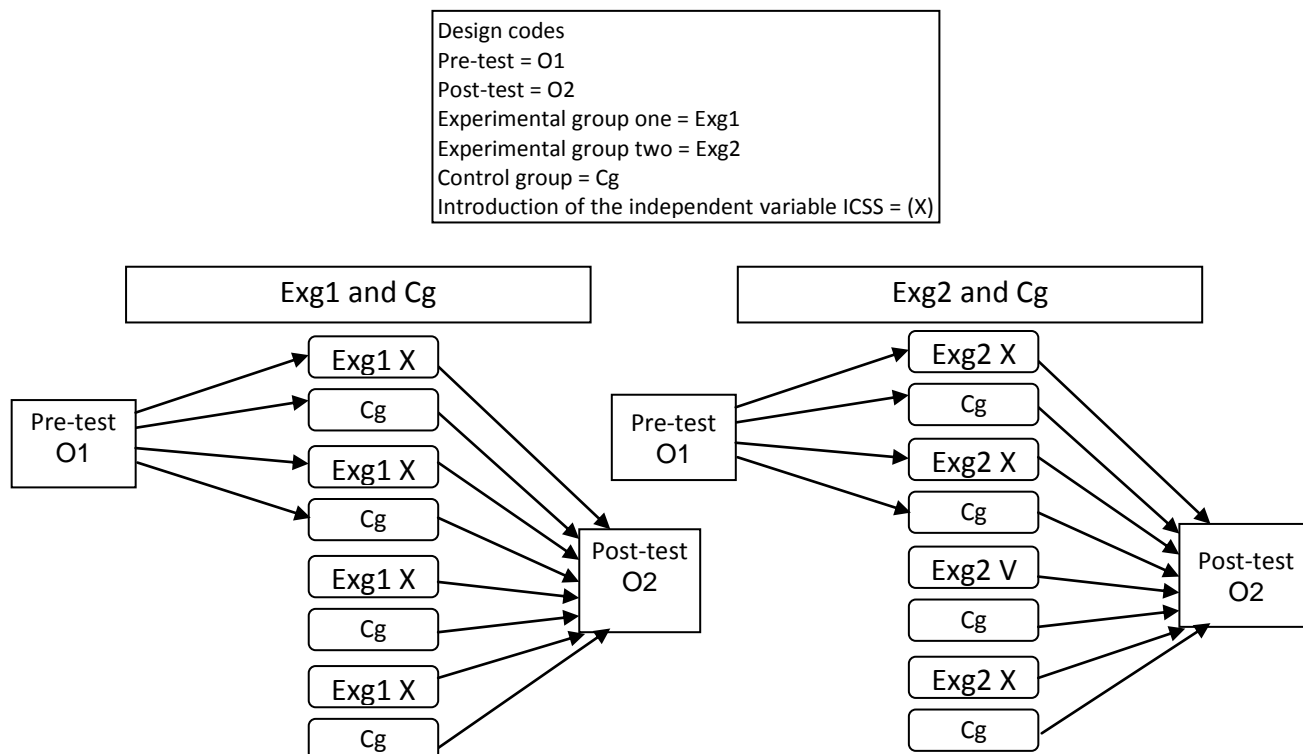 Design codes
Pre-test = O1
Post-test = O2
Experimental group one = Exg1
Experimental group two = Exg2
Control group = Cg
Introduction of the independent variable ICSS = (X)
Exg1 and Cg
Exg1 X
Cg
Pre-test
O1
Exg1 X
Cg
Exg1 X
Cg
Exg1 X
Cg
Post-test
O2
Exg2 and Cg
Exg2 X
Cg
Pre-test
O1
Exg2 X
Cg
Exg2 V
Cg
Exg2 X
Cg
Post-test
O2